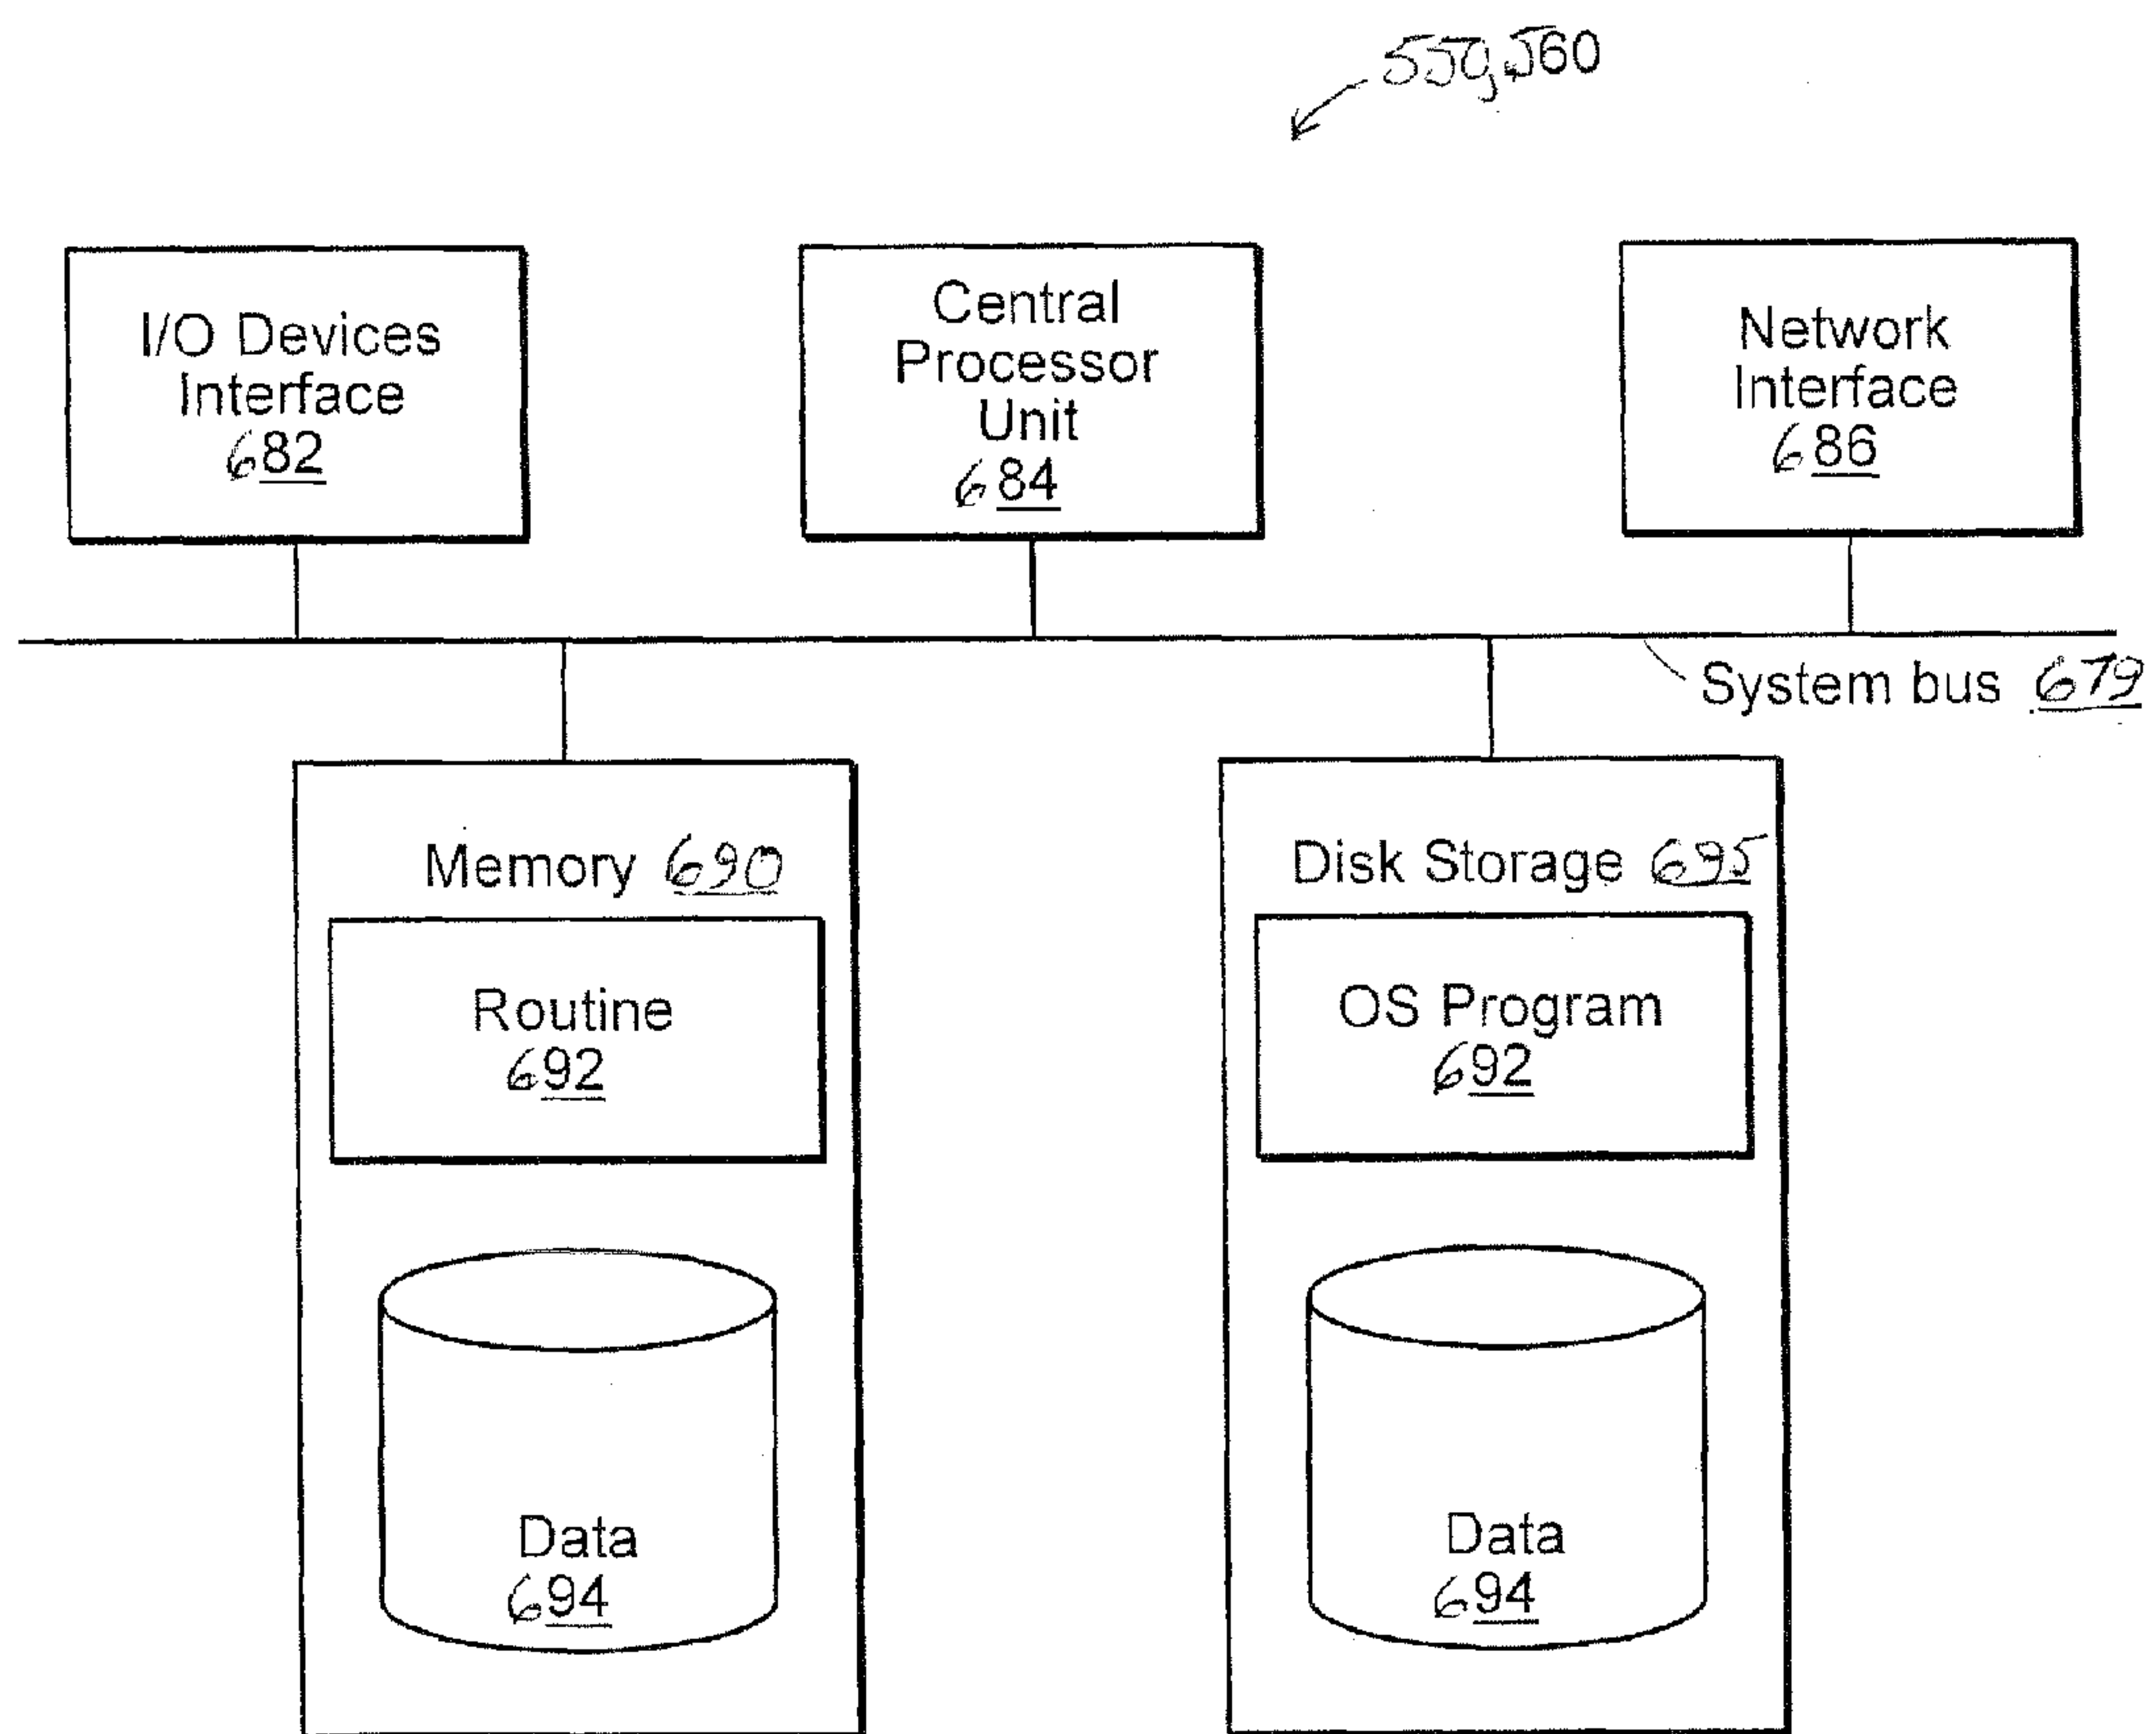 550, 560
I/O Devices
Interface
682
Central
Processor
Unit
684
Network
Interface
686
System bus 679
Memory 690
Disk Storage 695
Routine
692
OS Program
692
Data
694
Data
694